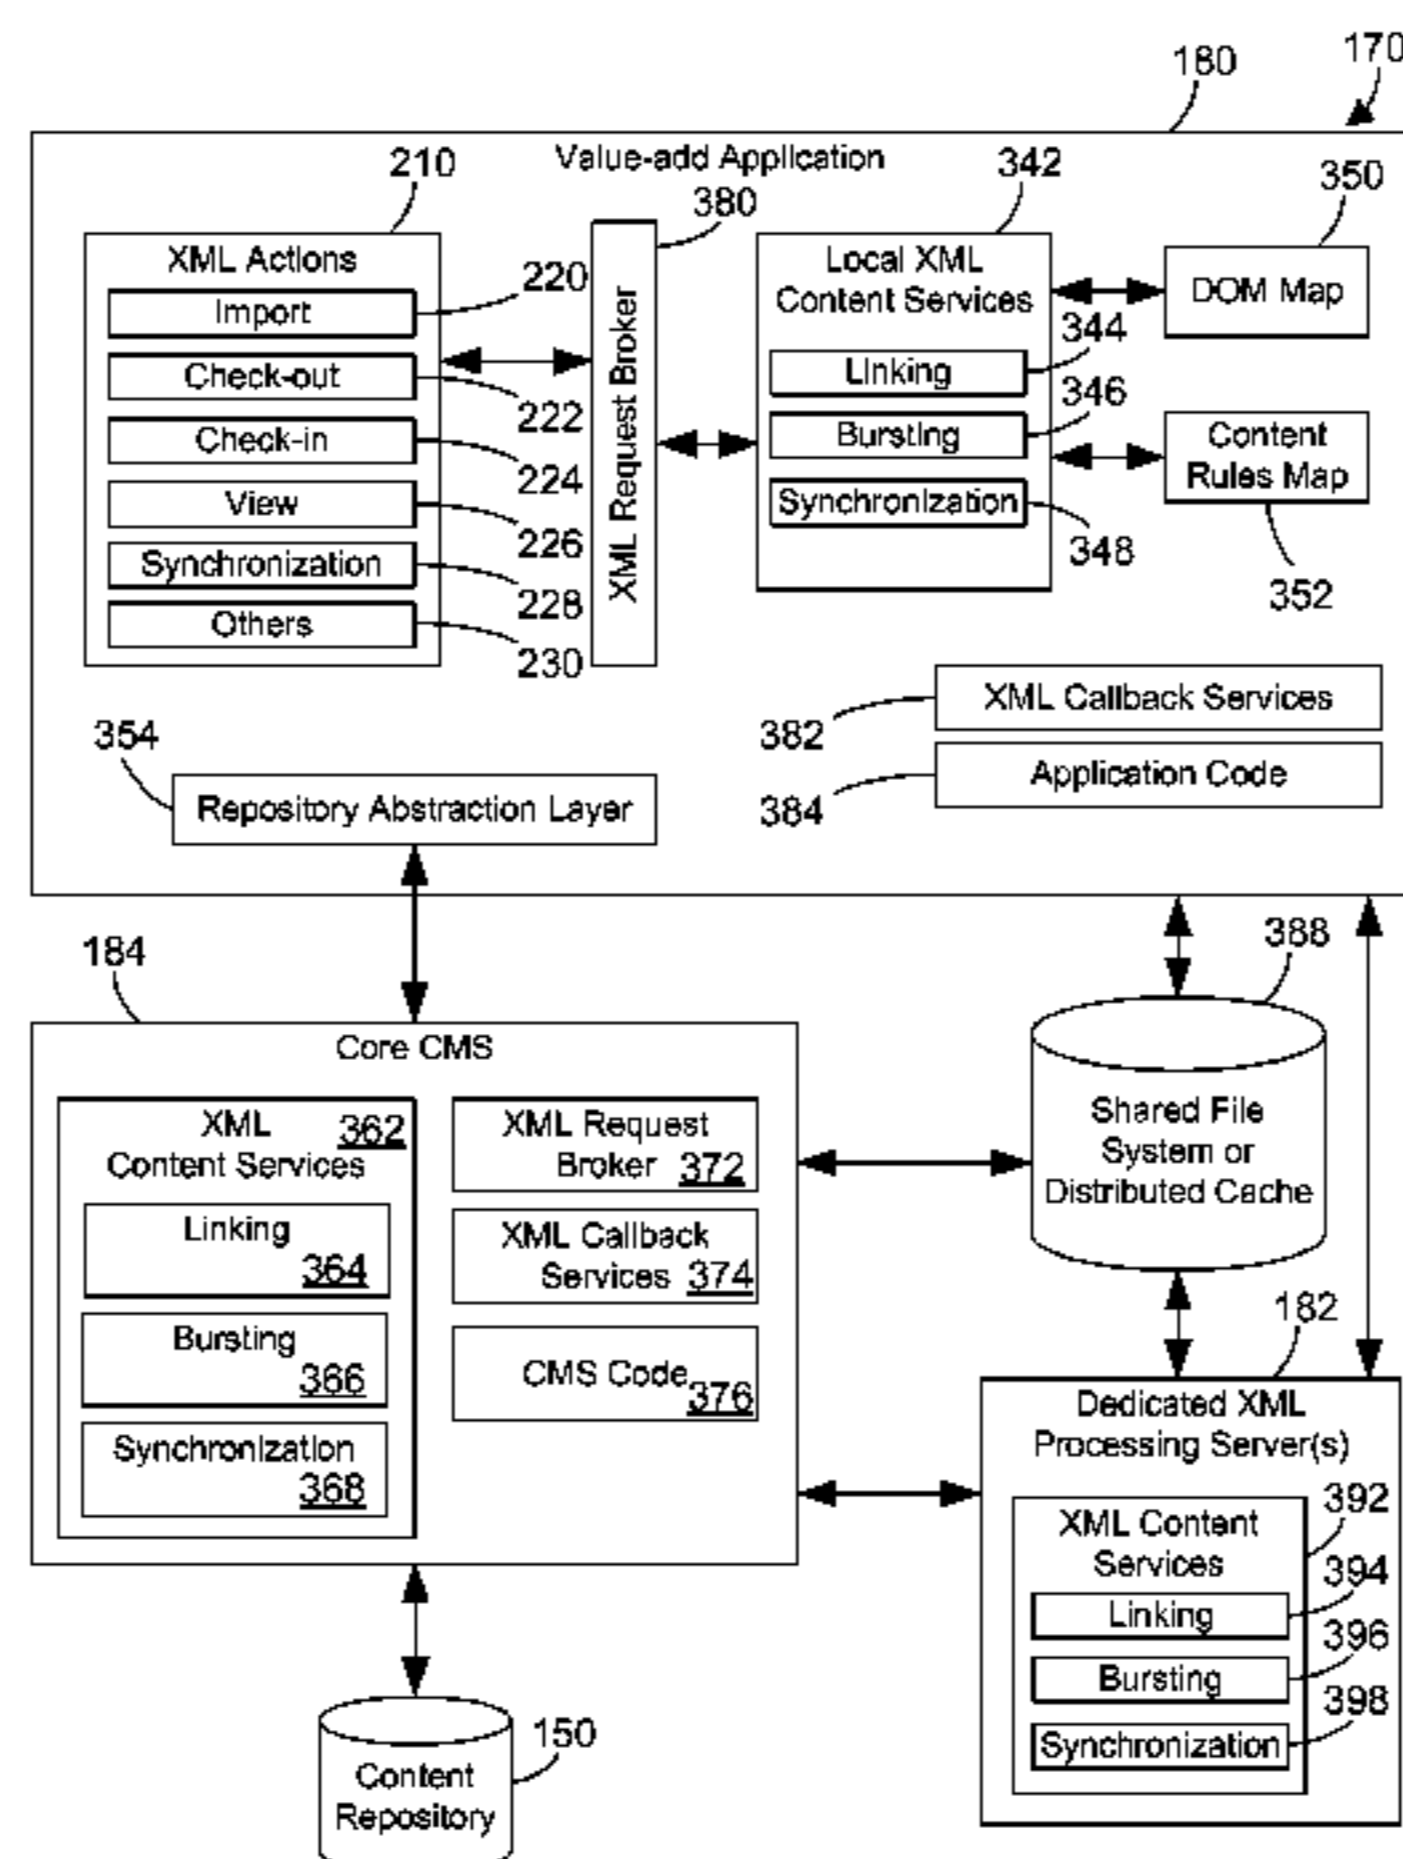 170
180
Value-add Application
210
380
342
350
XML Actions
Import
220
Check-out
222
Check-in
224
View
226
Synchronization
228
Others
230
XML Request Broker
Local XML
Content Services
Linking
344
Bursting
346
Synchronization
348
DOM Map
Content
Rules Map
352
XML Callback Services
382
Application Code
384
354
Repository Abstraction Layer
184
Core CMS
XML
362
Content Services
Linking
364
Bursting
366
Synchronization
368
XML Request
Broker 372
XML Callback
Services 374
CMS Code
376
388
Shared File
System or
Distributed Cache
182
Dedicated XML
Processing Server(s)
392
XML Content
Services
394
Linking
396
Bursting
398
Synchronization
150
Content
Repository